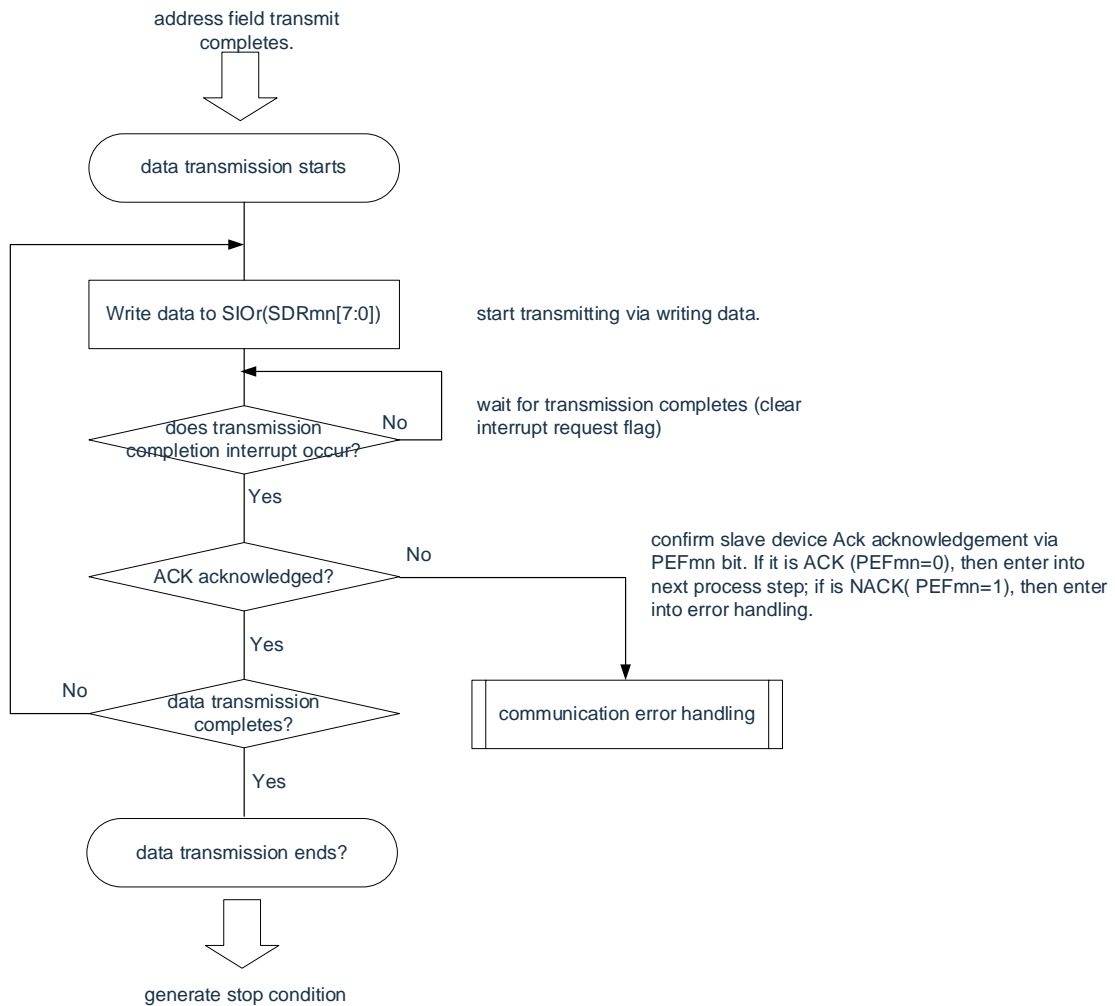 address field transmit
completes.
data transmission starts
Write data to SIOr(SDRmn[7:0])
start transmitting via writing data.
wait for transmission completes (clear
interrupt request flag)
does transmission
completion interrupt occur?
No
Yes
ACK acknowledged?
No
confirm slave device Ack acknowledgement via
PEFmn bit. If it is ACK (PEFmn=0), then enter into
next process step; if is NACK( PEFmn=1), then enter
into error handling.
Yes
No
data transmission
completes?
communication error handling
Yes
data transmission ends?
generate stop condition